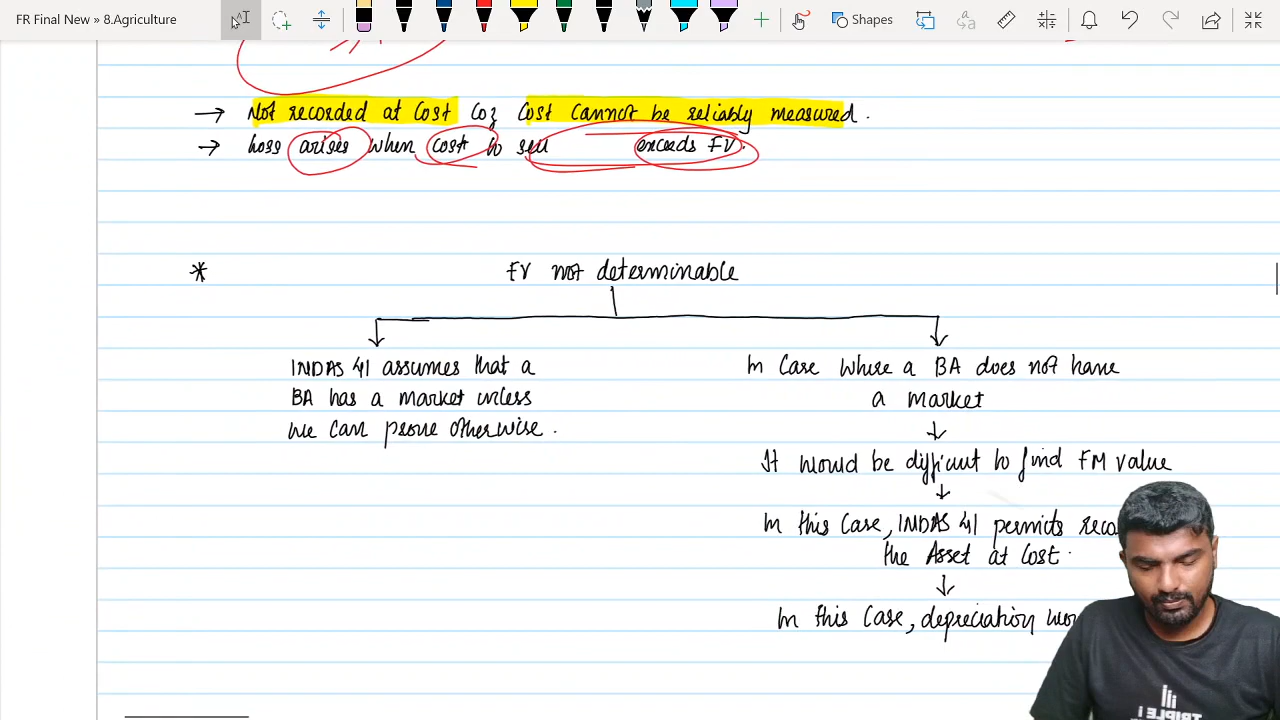 FR Final New » 8.Agriculture
Shapes
→ Not recorded at Cost Coz Cost Cannot be reliably measured.
→ Loss arises when cost to sell exceeds FV.
* FV not determinable
INDAS 41 assumes that a
BA has a market unless
we can prove otherwise.
In Case where a BA does not have
a market
↓
It would be difficult to find FM value
↓
In this Case, INDAS 41 permits
the Asset at Cost.
↓
In this Case, depreciation
TRIPLE i